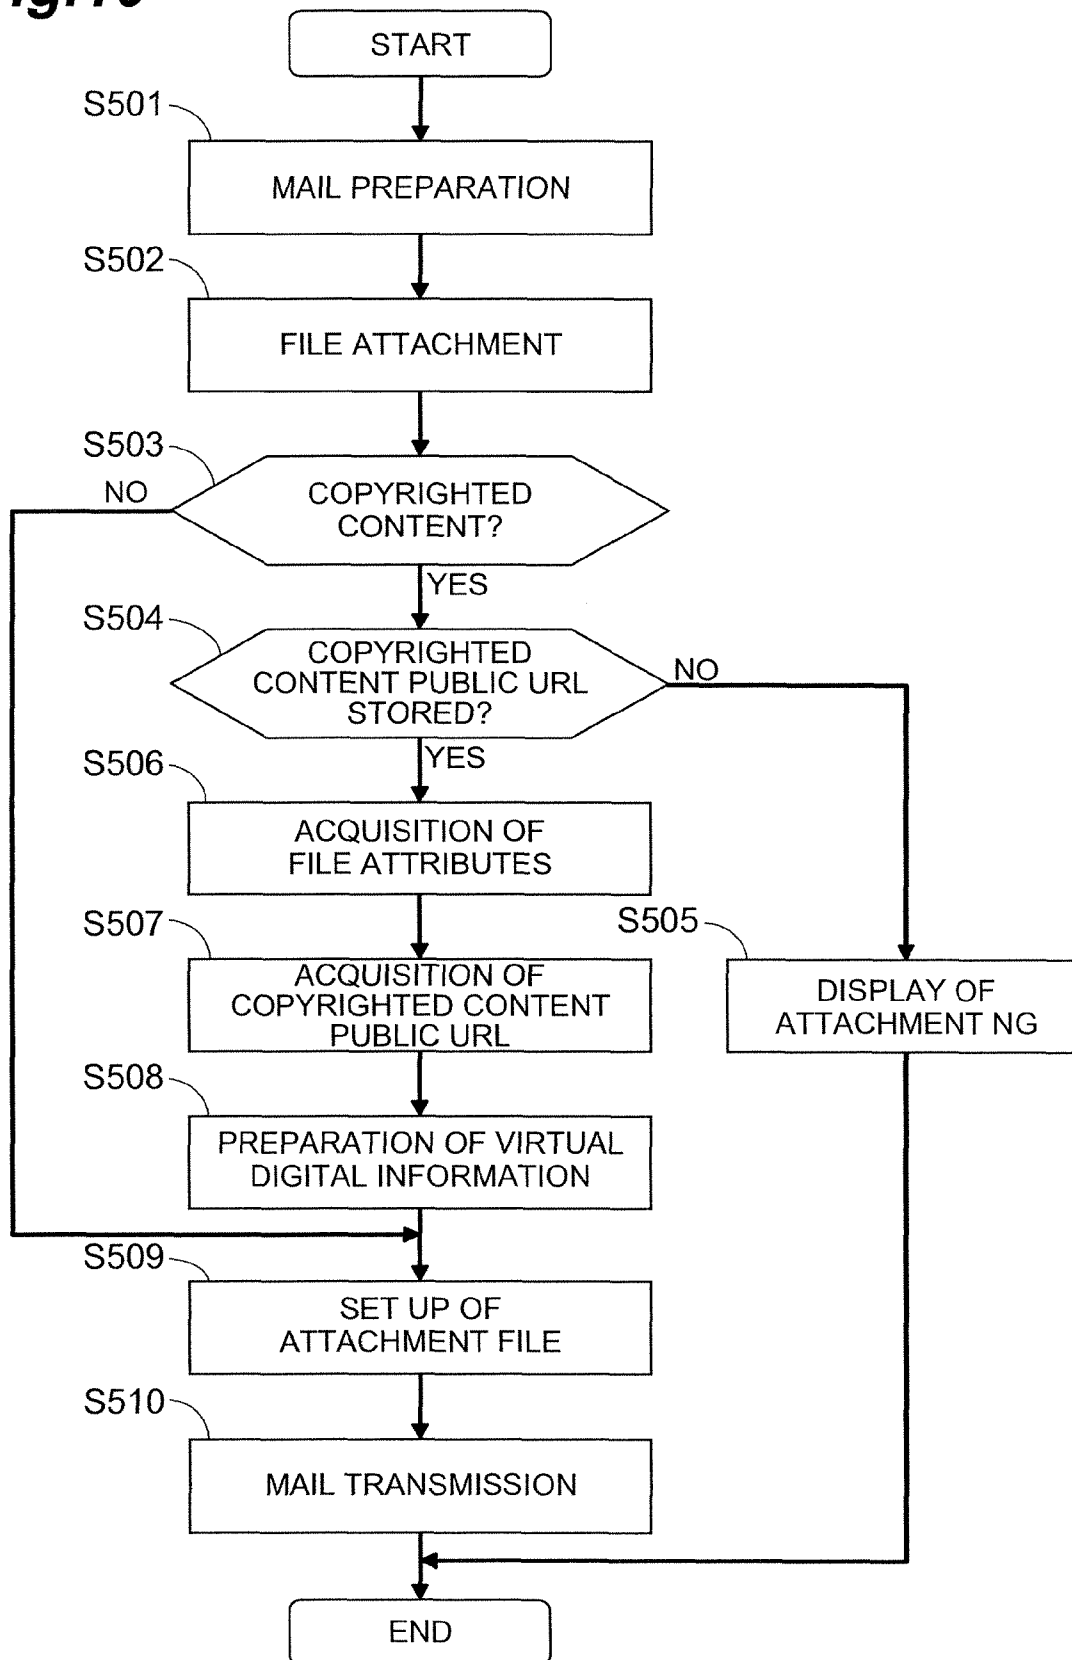 START
S501
MAIL PREPARATION
S502
FILE ATTACHMENT
S503
NO
COPYRIGHTED
CONTENT?
YES
S504
COPYRIGHTED
CONTENT PUBLIC URL
STORED?
NO
YES
S506
ACQUISITION OF
FILE ATTRIBUTES
S507
ACQUISITION OF
COPYRIGHTED CONTENT
PUBLIC URL
S505
DISPLAY OF
ATTACHMENT NG
S508
PREPARATION OF VIRTUAL
DIGITAL INFORMATION
S509
SET UP OF
ATTACHMENT FILE
S510
MAIL TRANSMISSION
END